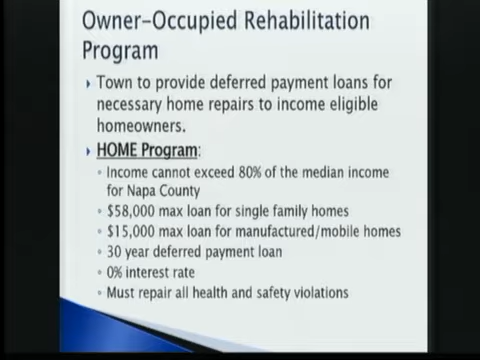 Owner-Occupied Rehabilitation
Program
Town to provide deferred payment loans for
necessary home repairs to income eligible
homeowners.
HOME Program:
Income cannot exceed 80% of the median income
for Napa County
$58,000 max loan for single family homes
$15,000 max loan for manufactured/mobile homes
30 year deferred payment loan
0% interest rate
Must repair all health and safety violations